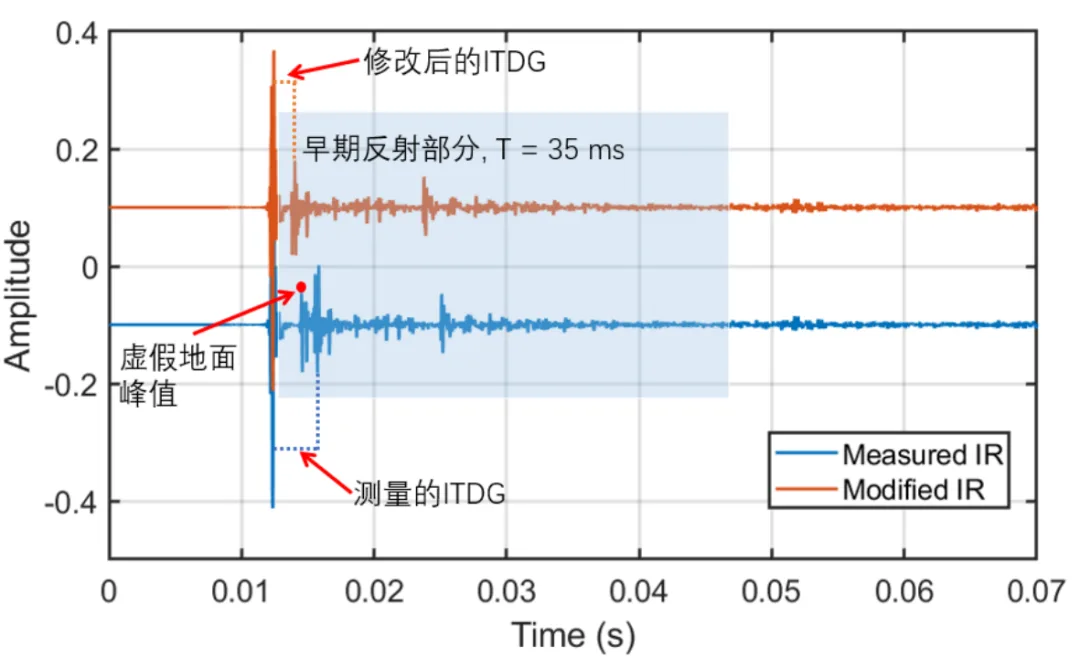 0.4
修改后的ITDG
早期反射部分, T = 35 ms
0.2
0
Amplitude
虚假地面
峰值
-0.2
测量的ITDG
-0.4
Measured IR
Modified IR
0 0.01 0.02 0.03 0.04 0.05 0.06 0.07
Time (s)